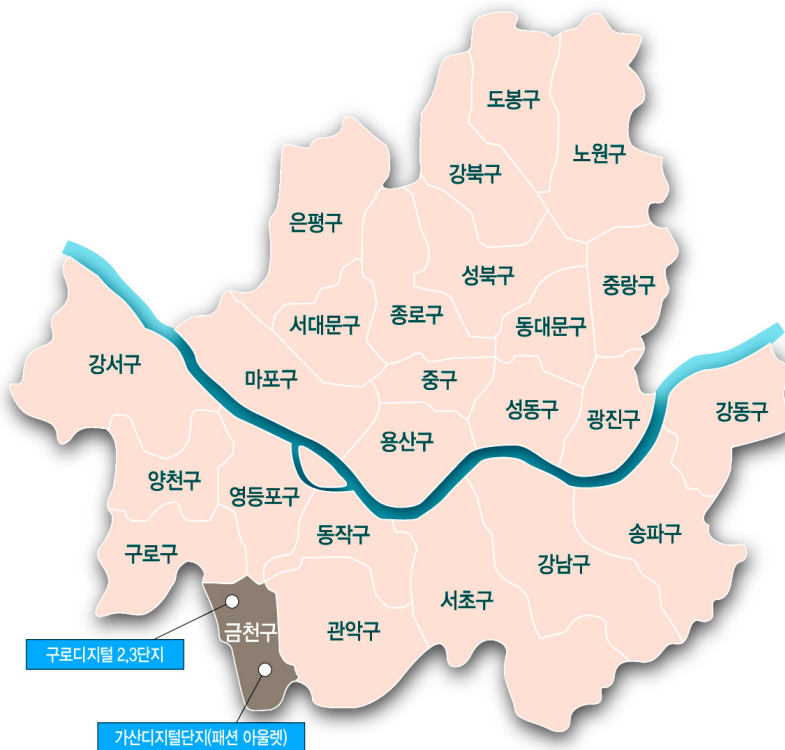 도봉구
노원구
강북구
은평구
성북구
중랑구
서대문구
종로구
동대문구
강서구
마포구
중구
성동구
광진구
강동구
용산구
양천구
영등포구
동작구
송파구
구로구
강남구
서초구
금천구
관악구
구로디지털 2,3단지
가산디지털단지(패션 아울렛)